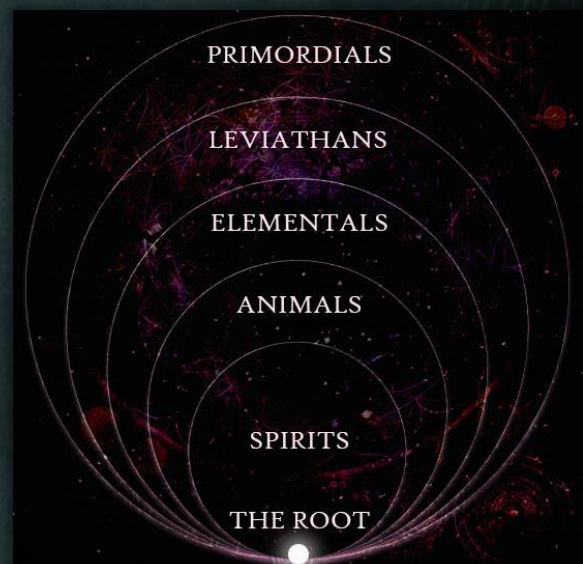 PRIMORDIALS
LEVIATHANS
ELEMENTALS
ANIMALS
SPIRITS
THE ROOT